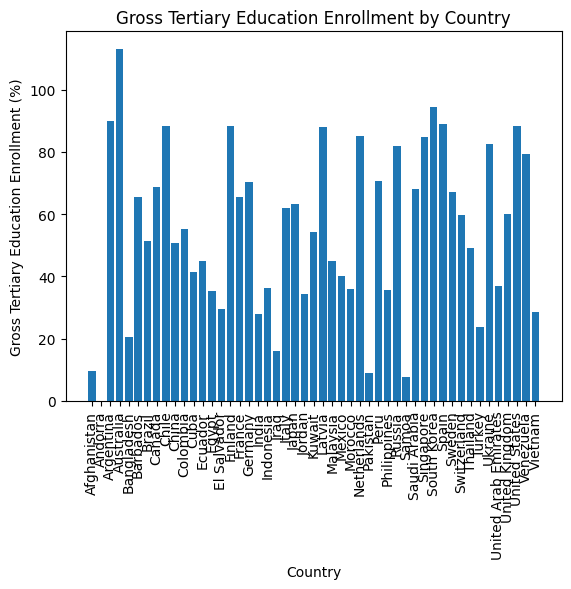 Gross Tertiary Education Enrollment by Country
Gross Tertiary Education Enrollment (%)
100
80
60
40
20
0
Afghanistan
Andorra
Argentina
Australia
Bangladesh
Barbados
Brazil
Canada
Chile
China
Colombia
Cuba
Ecuador
Egypt
El Salvador
Finland
France
Germany
India
Indonesia
Iraq
Italy
Japan
Jordan
Kuwait
Latvia
Malaysia
Mexico
Morocco
Netherlands
Pakistan
Peru
Philippines
Russia
Samoa
Saudi Arabia
Singapore
South Korea
Spain
Sweden
Switzerland
Thailand
Turkey
Ukraine
United Arab Emirates
United Kingdom
United States
Venezuela
Vietnam
Country